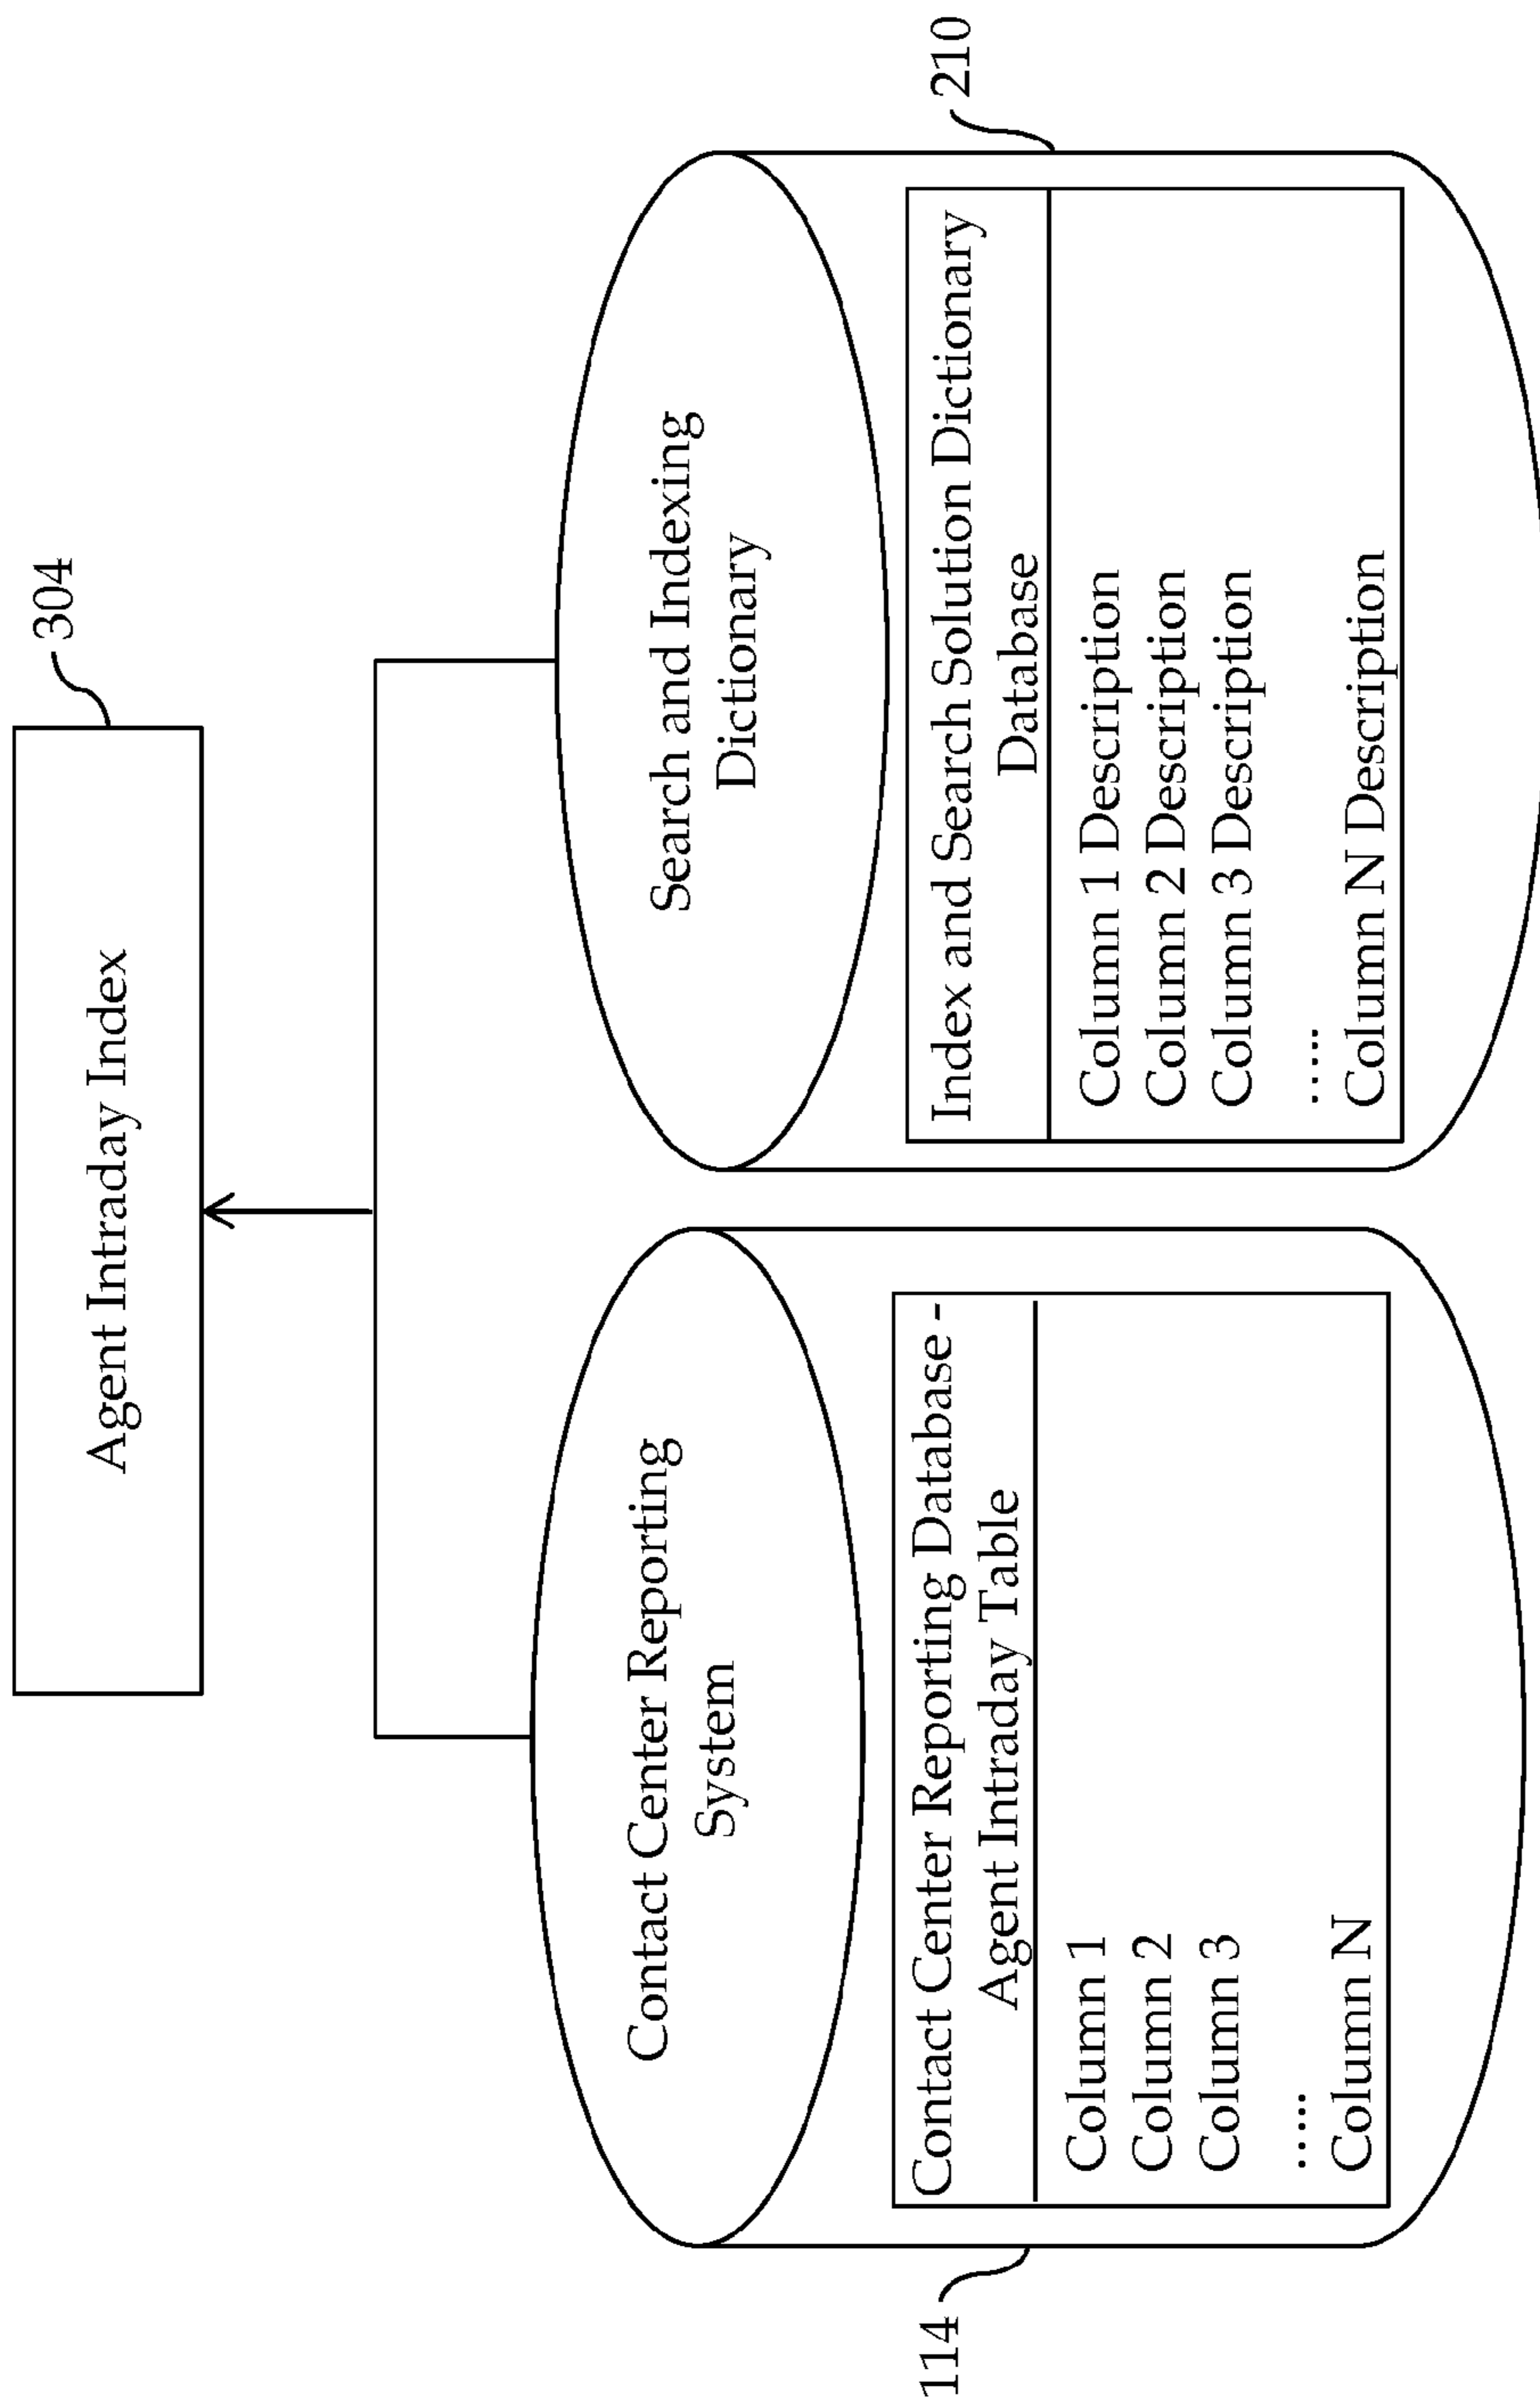 304
Agent Intraday Index
Contact Center Reporting
System
Search and Indexing
Dictionary
114
Contact Center Reporting Database -
Agent Intraday Table
Column 1
Column 2
Column 3
.....
Column N
210
Index and Search Solution Dictionary
Database
Column 1 Description
Column 2 Description
Column 3 Description
.....
Column N Description